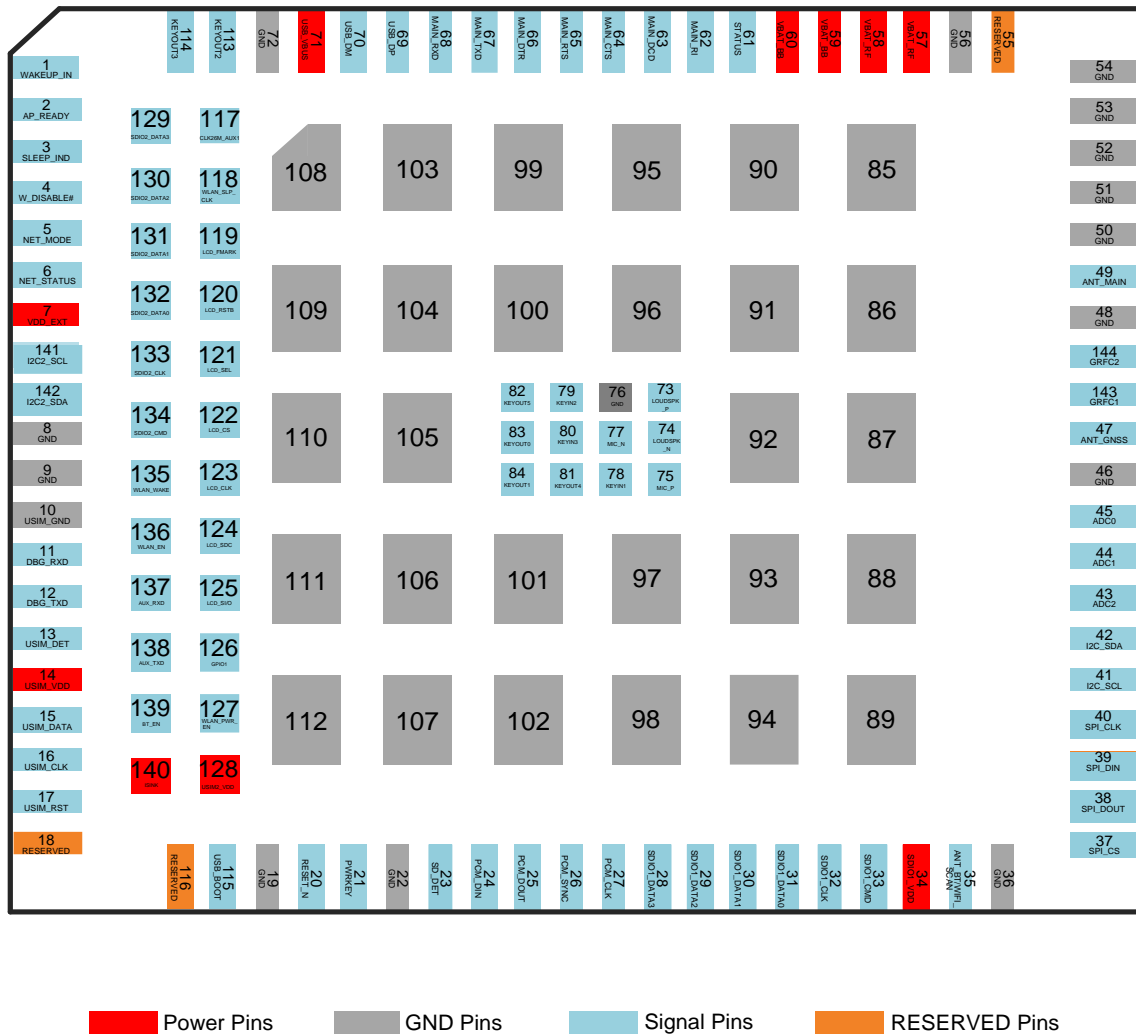 114 KEYOUT3
113 KEYOUT2
72 GND
71 USB_VBUS
70 USB_DM
69 USB_DP
68 MAIN_RXD
67 MAIN_TXD
66 MAIN_DTR
65 MAIN_RTS
64 MAIN_CTS
63 MAIN_DCD
62 MAIN_RI
61 STATUS
60 VBAT_BB
59 VBAT_BB
58 VBAT_RF
57 VBAT_RF
56 GND
55 RESERVED
1
WAKEUP_IN
2
AP_READY
3
SLEEP_IND
4
W_DISABLE#
5
NET_MODE
6
NET_STATUS
7
VDD_EXT
141
I2C2_SCL
142
I2C2_SDA
8
GND
9
GND
10
USIM_GND
11
DBG_RXD
12
DBG_TXD
13
USIM_DET
14
USIM_VDD
15
USIM_DATA
16
USIM_CLK
17
USIM_RST
18
RESERVED
129
SDIO2_DATA3
130
SDIO2_DATA2
131
SDIO2_DATA1
132
SDIO2_DATA0
133
SDIO2_CLK
134
SDIO2_CMD
135
WLAN_WAKE
136
WLAN_EN
137
AUX_RXD
138
AUX_TXD
139
BT_EN
140
117
CLK26M_AUX1
118
WLAN_SLP_
CLK
119
LCD_FMARK
120
LCD_RSTB
121
LCD_SEL
122
LCD_CS
123
LCD_CLK
124
LCD_SDC
125
LCD_SI/O
126
GPIO1
127
WLAN_PWR_
EN
128
USIM2_VDD
108 103 99 95 90 85
109 104 100 96 91 86
110 105 92 87
82
KEYOUT5
79
KEYIN2
76
GND
73
LOUDSPK
_P
83
KEYOUT0
80
KEYIN3
77
MIC_N
74
LOUDSPK
_N
84
KEYOUT1
81
KEYOUT4
78
KEYIN1
75
MIC_P
111 106 101 97 93 88
112 107 102 98 94 89
54
GND
53
GND
52
GND
51
GND
50
GND
49
ANT_MAIN
48
GND
144
GRFC2
143
GRFC1
47
ANT_GNSS
46
GND
45
ADC0
44
ADC1
43
ADC2
42
I2C_SDA
41
I2C_SCL
40
SPI_CLK
39
SPI_DIN
38
SPI_DOUT
37
SPI_CS
116 RESERVED
115 USB_BOOT
19 GND
20 RESET_N
21 PWRKEY
22 GND
23 SD_DET
24 PCM_DIN
25 PCM_DOUT
26 PCM_SYNC
27 PCM_CLK
28 SDIO1_DATA3
29 SDIO1_DATA2
30 SDIO1_DATA1
31 SDIO1_DATA0
32 SDIO1_CLK
33 SDIO1_CMD
34 SDIO1_VDD
35 ANT_BT/WIFI_
SCAN
36 GND
Power Pins
GND Pins
Signal Pins
RESERVED Pins